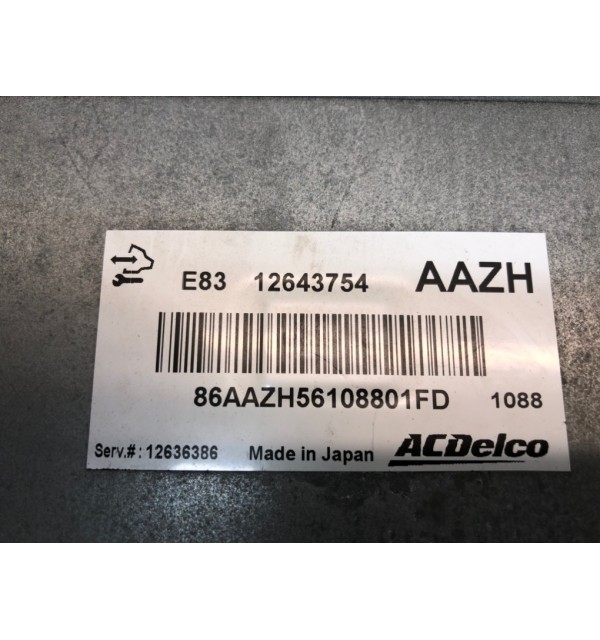 E83 12643754 AAZH
86AAZH56108801FD 1088
Serv.#: 12636386 Made in Japan ACDelco